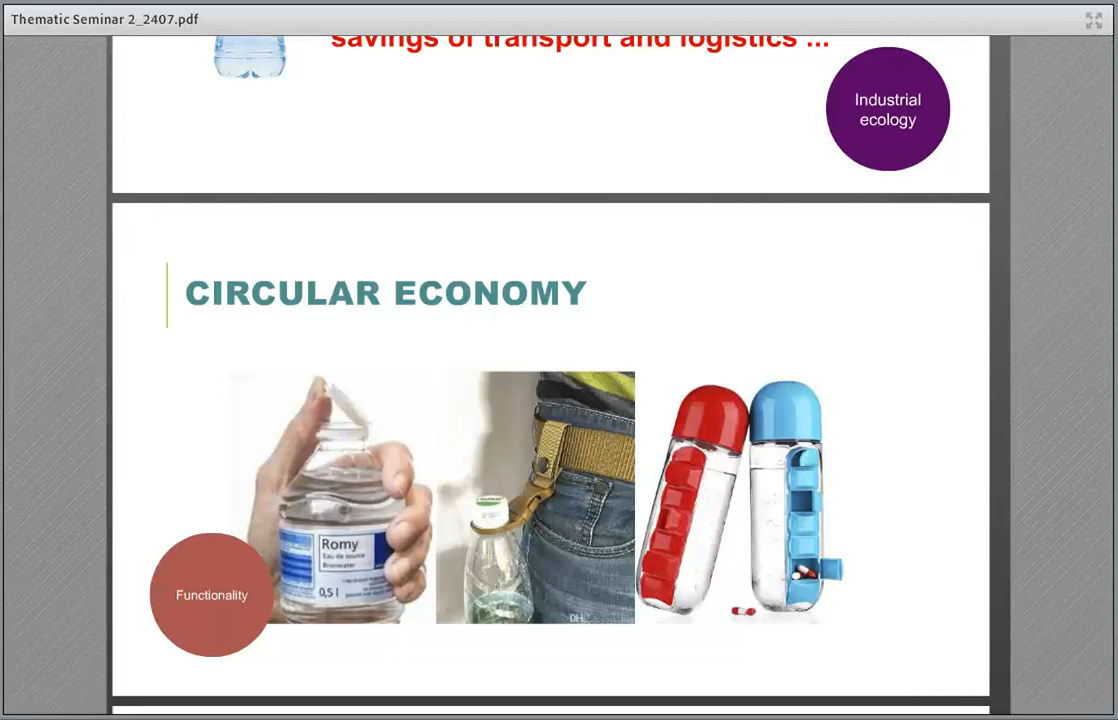 Thematic Seminar 2_2407.pdf
savings of transport and logistics ...
Industrial
ecology
CIRCULAR ECONOMY
Romy
Eau de source
Bronwater
0,5 l
Functionality